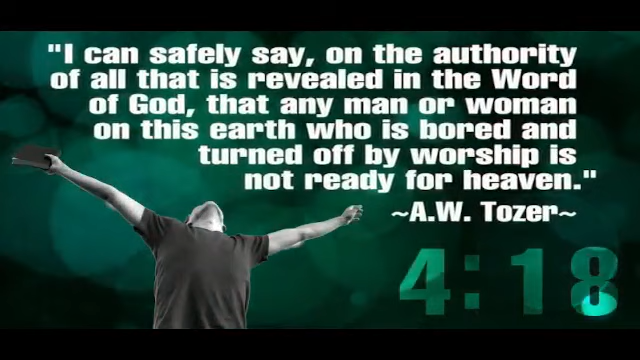 "I can safely say, on the authority
of all that is revealed in the Word
of God, that any man or woman
on this earth who is bored and
turned off by worship is
not ready for heaven."
~A.W. Tozer~
4:18